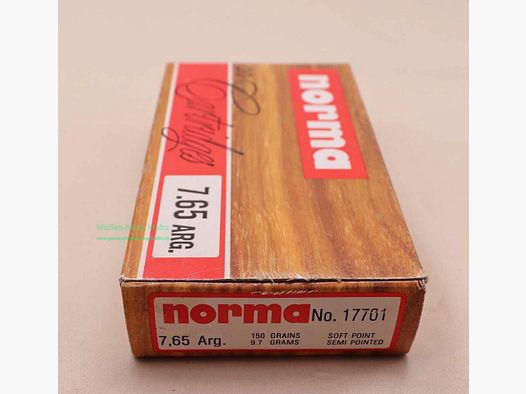 norma
20 Cartridges
7.65 ARG.
norma No. 17701
7,65 Arg. 150 GRAINS SOFT POINT
9.7 GRAMS SEMI POINTED